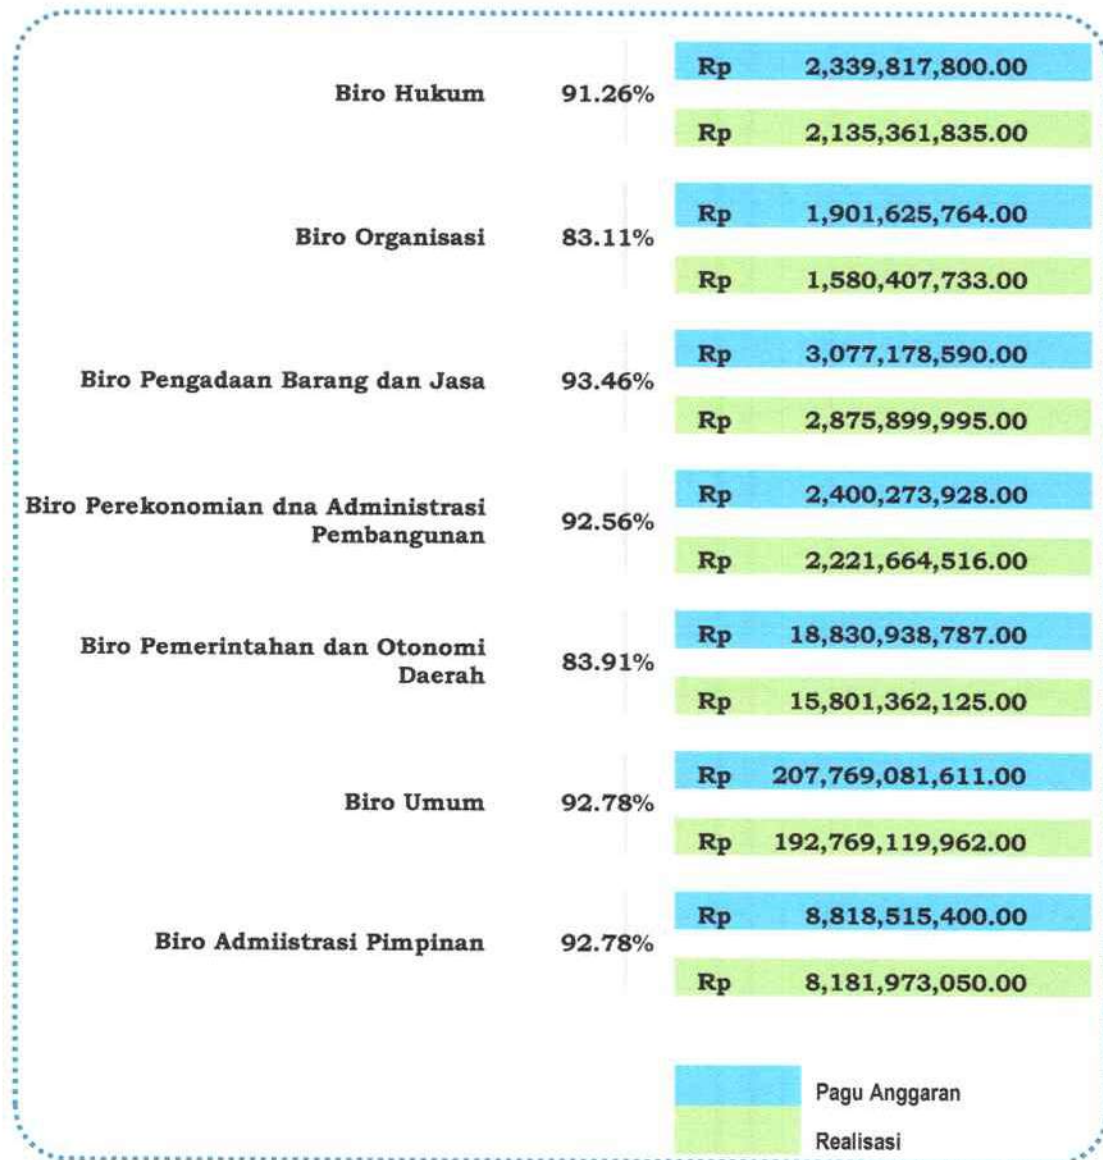 Rp 2,339,817,800.00
Biro Hukum 91.26%
Rp 2,135,361,835.00
Rp 1,901,625,764.00
Biro Organisasi 83.11%
Rp 1,580,407,733.00
Rp 3,077,178,590.00
Biro Pengadaan Barang dan Jasa 93.46%
Rp 2,875,899,995.00
Rp 2,400,273,928.00
Biro Perekonomian dna Administrasi
Pembangunan 92.56%
Rp 2,221,664,516.00
Rp 18,830,938,787.00
Biro Pemerintahan dan Otonomi
Daerah 83.91%
Rp 15,801,362,125.00
Rp 207,769,081,611.00
Biro Umum 92.78%
Rp 192,769,119,962.00
Rp 8,818,515,400.00
Biro Admiistrasi Pimpinan 92.78%
Rp 8,181,973,050.00
Pagu Anggaran
Realisasi